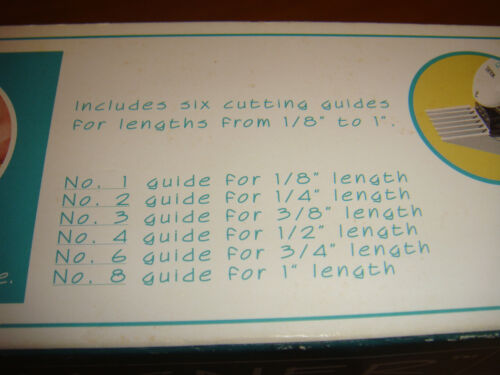 Includes six cutting guides
for lengths from 1/8" to 1".
No. 1 guide for 1/8" length
No. 2 guide for 1/4" length
No. 3 guide for 3/8" length
No. 4 guide for 1/2" length
No. 6 guide for 3/4" length
No. 8 guide for 1" length